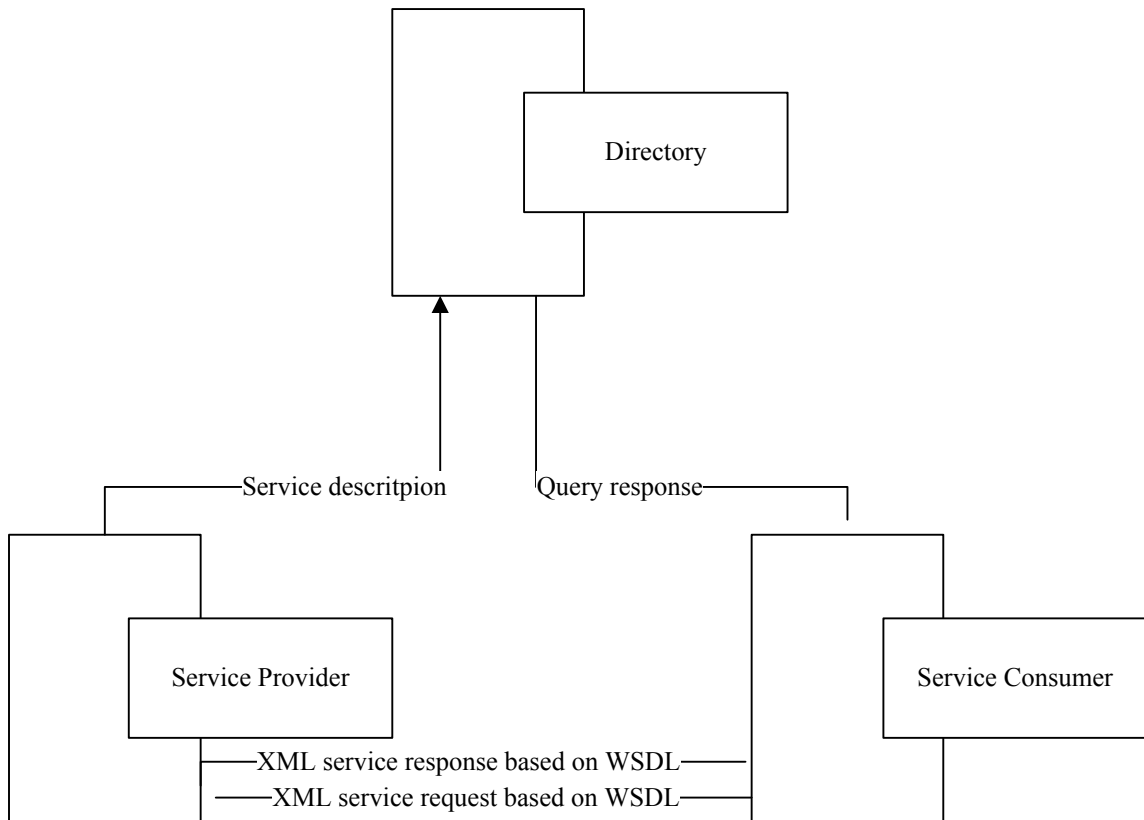 Directory
Service descritpion
Query response
Service Provider
Service Consumer
XML service response based on WSDL
XML service request based on WSDL